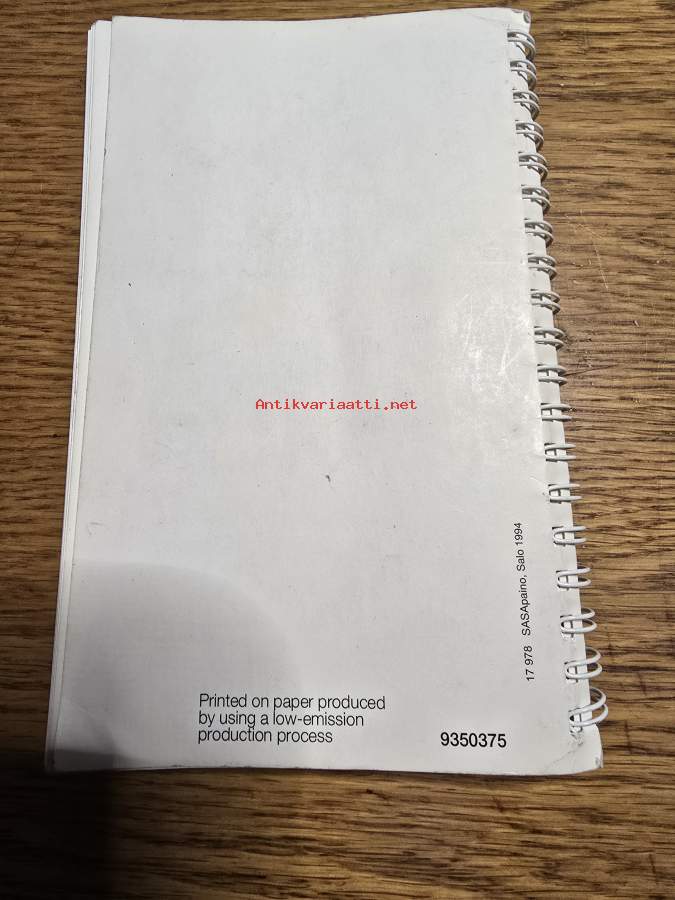 Antikvariaatti.net
17 978 SASApaino, Salo 1994
Printed on paper produced
by using a low-emission
production process
9350375